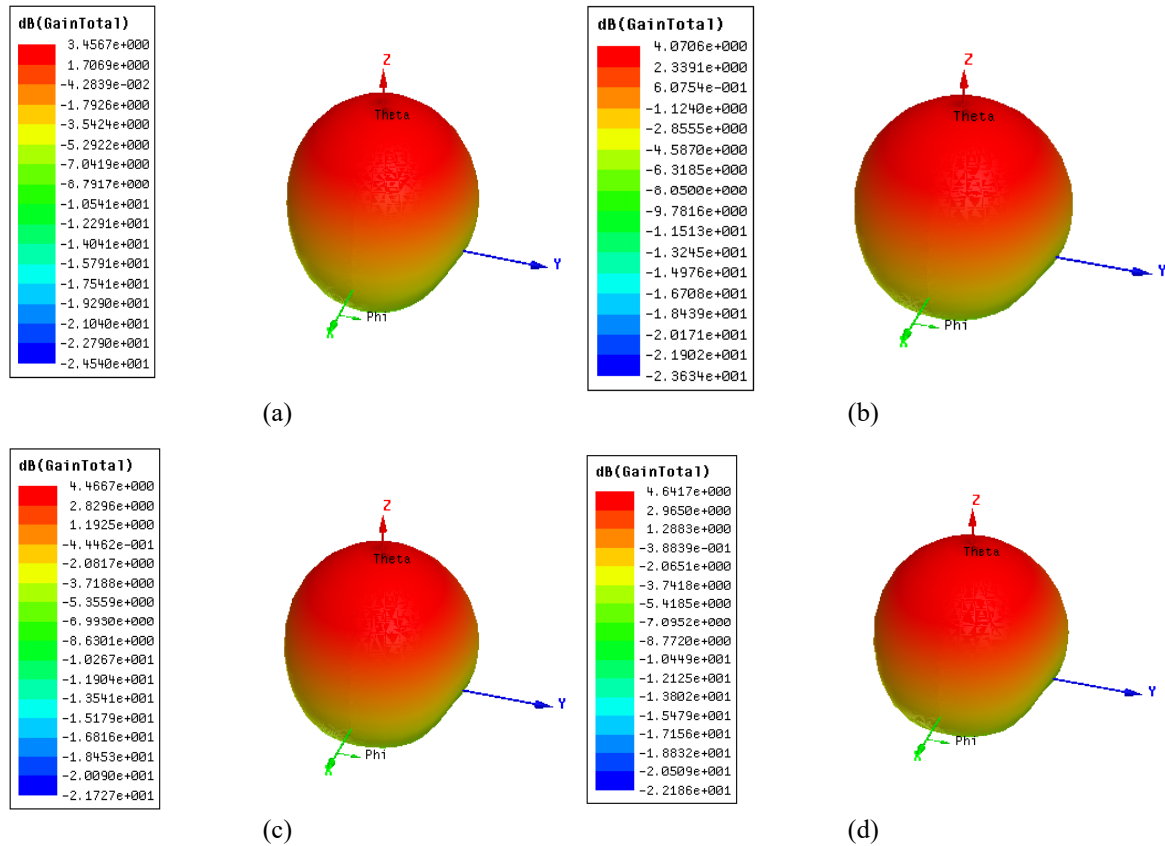 dB(GainTotal)
3.4567e+000
1.7069e+000
-4.2839e-002
-1.7926e+000
-3.5424e+000
-5.2922e+000
-7.0419e+000
-8.7917e+000
-1.0541e+001
-1.2291e+001
-1.4041e+001
-1.5791e+001
-1.7541e+001
-1.9290e+001
-2.1040e+001
-2.2790e+001
-2.4540e+001
Z
Theta
Y
Phi
X
(a)
dB(GainTotal)
4.0706e+000
2.3391e+000
6.0754e-001
-1.1240e+000
-2.8555e+000
-4.5870e+000
-6.3185e+000
-8.0500e+000
-9.7816e+000
-1.1513e+001
-1.3245e+001
-1.4976e+001
-1.6708e+001
-1.8439e+001
-2.0171e+001
-2.1902e+001
-2.3634e+001
Z
Theta
Y
Phi
X
(b)
dB(GainTotal)
4.4667e+000
2.8296e+000
1.1925e+000
-4.4462e-001
-2.0817e+000
-3.7188e+000
-5.3559e+000
-6.9930e+000
-8.6301e+000
-1.0267e+001
-1.1904e+001
-1.3541e+001
-1.5179e+001
-1.6816e+001
-1.8453e+001
-2.0090e+001
-2.1727e+001
Z
Theta
Y
Phi
X
(c)
dB(GainTotal)
4.6417e+000
2.9650e+000
1.2883e+000
-3.8839e-001
-2.0651e+000
-3.7418e+000
-5.4185e+000
-7.0952e+000
-8.7720e+000
-1.0449e+001
-1.2125e+001
-1.3802e+001
-1.5479e+001
-1.7156e+001
-1.8832e+001
-2.0509e+001
-2.2186e+001
Z
Theta
Y
Phi
X
(d)